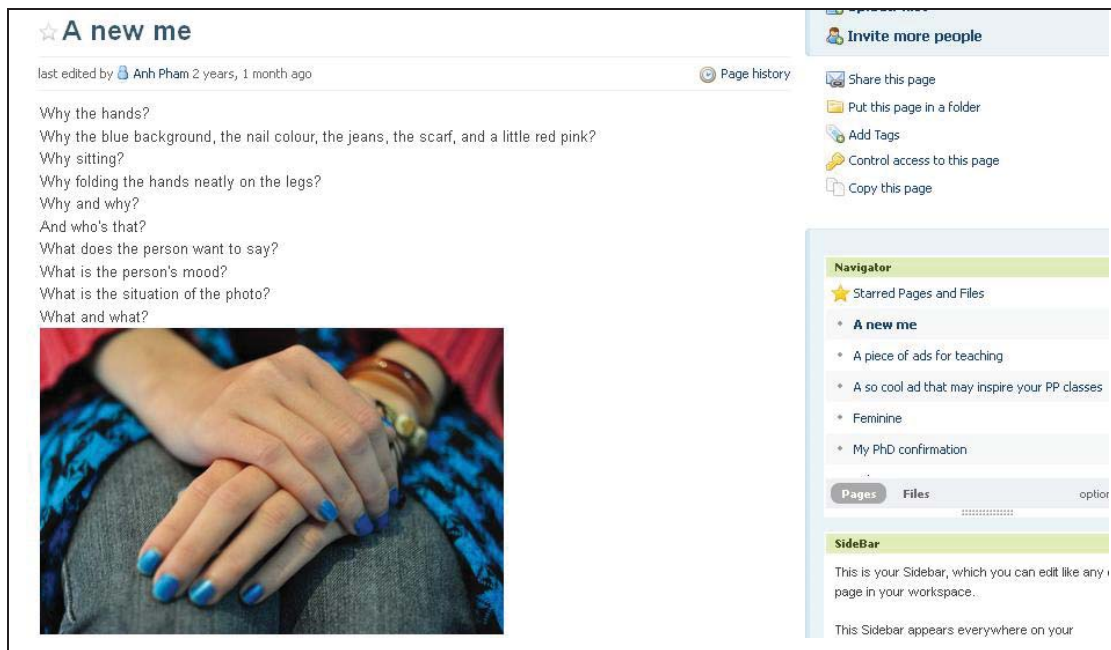 A new me
last edited by Anh Pham 2 years, 1 month ago
Page history
Why the hands?
Why the blue background, the nail colour, the jeans, the scarf, and a little red pink?
Why sitting?
Why folding the hands neatly on the legs?
Why and why?
And who's that?
What does the person want to say?
What is the person's mood?
What is the situation of the photo?
What and what?
Invite more people
Share this page
Put this page in a folder
Add Tags
Control access to this page
Copy this page
Navigator
Starred Pages and Files
A new me
A piece of ads for teaching
A so cool ad that may inspire your PP classes
Feminine
My PhD confirmation
Pages Files option
SideBar
This is your Sidebar, which you can edit like any
page in your workspace.
This Sidebar appears everywhere on your